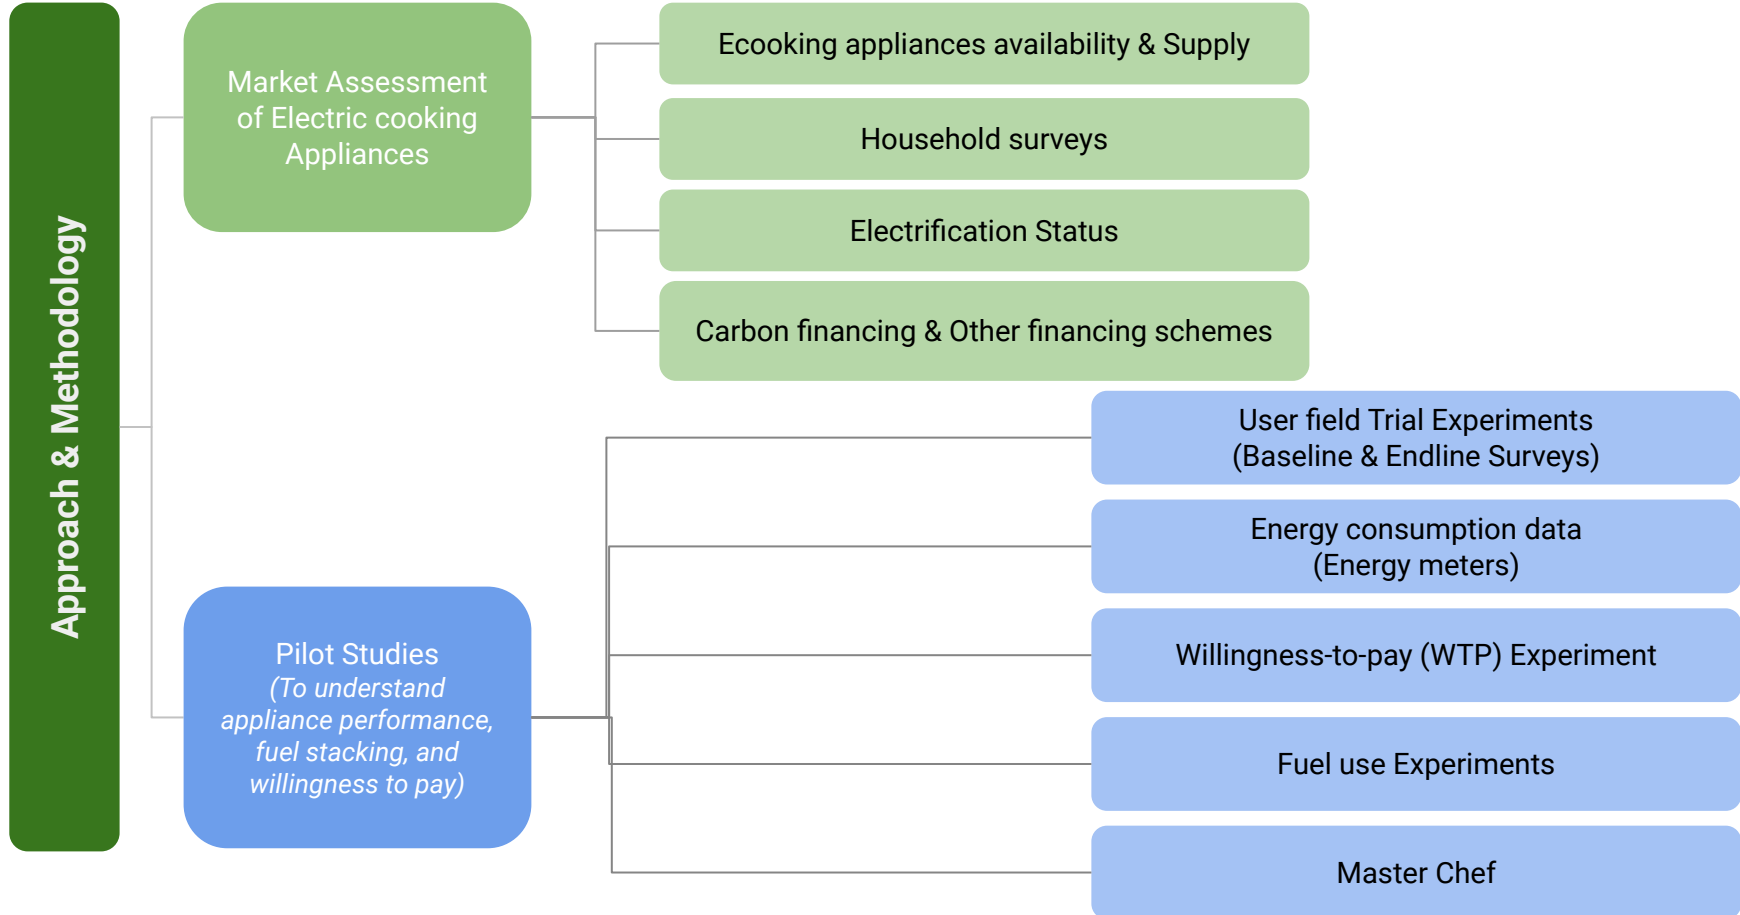 Approach & Methodology
Market Assessment
of Electric cooking
Appliances
Ecooking appliances availability & Supply
Household surveys
Electrification Status
Carbon financing & Other financing schemes
Pilot Studies
(To understand
appliance performance,
fuel stacking, and
willingness to pay)
User field Trial Experiments
(Baseline & Endline Surveys)
Energy consumption data
(Energy meters)
Willingness-to-pay (WTP) Experiment
Fuel use Experiments
Master Chef